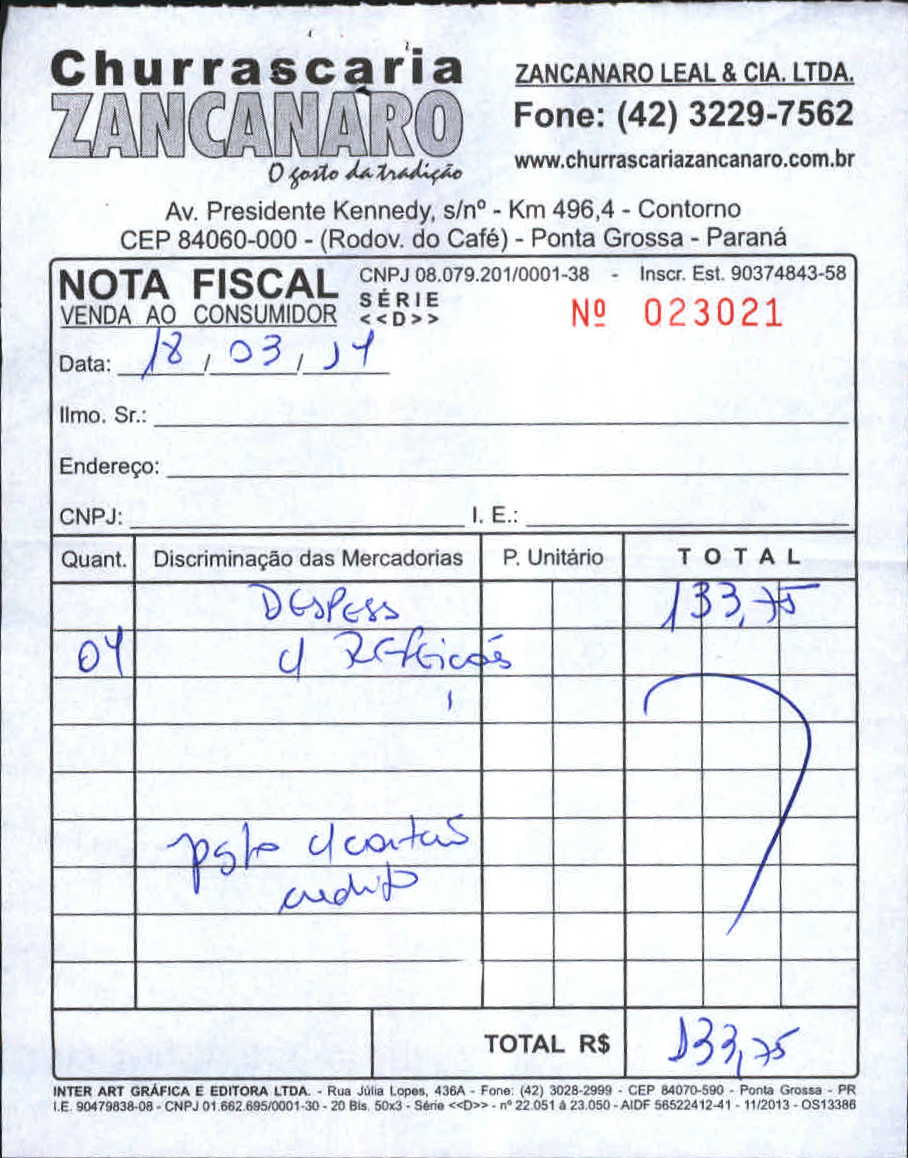 Churrascaria
ZANCANARO
O gosto da tradição
ZANCANARO LEAL & CIA. LTDA.
Fone: (42) 3229-7562
www.churrascariazancanaro.com.br
Av. Presidente Kennedy, s/nº - Km 496,4 - Contorno
CEP 84060-000 - (Rodov. do Café) - Ponta Grossa - Paraná
NOTA FISCAL
VENDA AO CONSUMIDOR
SÉRIE
<<D>>
CNPJ 08.079.201/0001-38 - Inscr. Est. 90374843-58
Nº 023021
Data: 18 / 03 / 14
Ilmo. Sr.:
Endereço:
CNPJ: I. E.:
Quant. Discriminação das Mercadorias P. Unitário TOTAL
DESPESS 133,75
04 c/ REFEIÇÕS
pgto c/ cartão
credito
TOTAL R$ 133,75
INTER ART GRÁFICA E EDITORA LTDA. - Rua Júlia Lopes, 436A - Fone: (42) 3028-2999 - CEP 84070-590 - Ponta Grossa - PR
I.E. 90479838-08 - CNPJ 01.662.695/0001-30 - 20 Bls. 50x3 - Série <<D>> - nº 22.051 à 23.050 - AIDF 56522412-41 - 11/2013 - OS13386